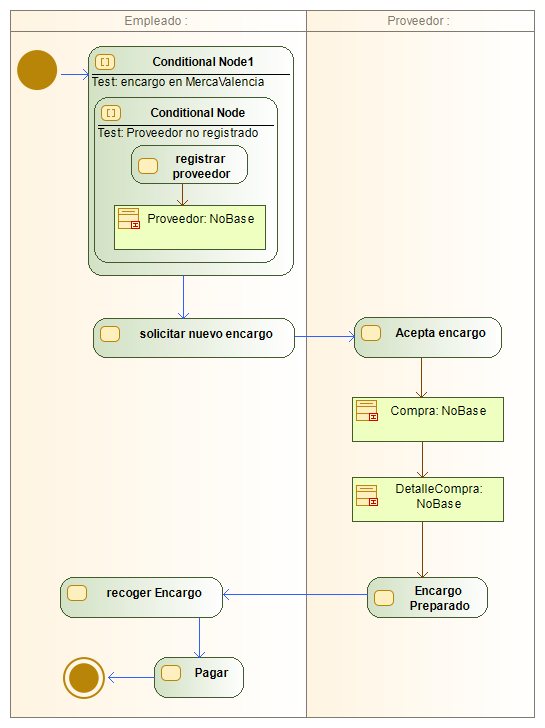 Empleado :
Proveedor :
Conditional Node1
Test: encargo en MercaValencia
Conditional Node
Test: Proveedor no registrado
registrar
proveedor
Proveedor: NoBase
solicitar nuevo encargo
Acepta encargo
Compra: NoBase
DetalleCompra:
NoBase
recoger Encargo
Encargo
Preparado
Pagar